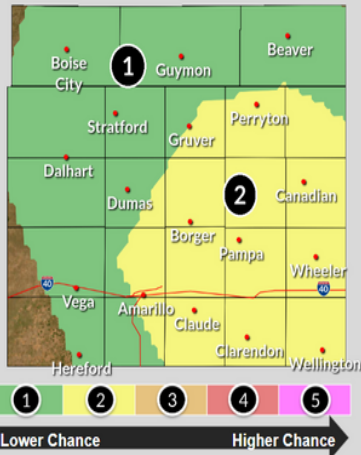 Beaver
Boise
City
1
Guymon
Perryton
Stratford
Gruver
Dalhart
Dumas
2
Canadian
Borger
Pampa
Wheeler
40
40
Vega
Amarillo
Claude
Clarendon
Hereford
Wellington
1 2 3 4 5
Lower Chance Higher Chance